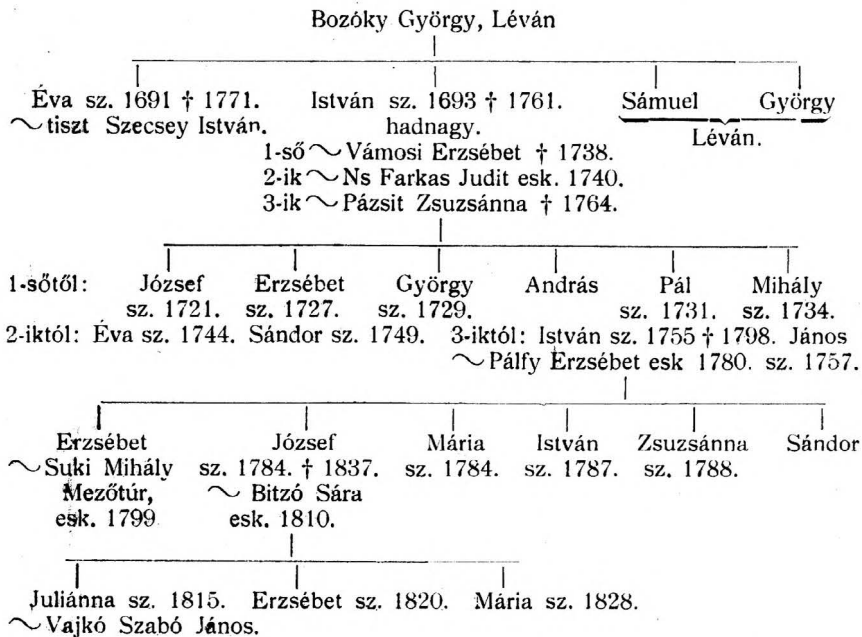 Bozóky György, Léván
Éva sz. 1691 † 1771. István sz. 1693 † 1761. Sámuel György
~ tiszt Szecsey István. hadnagy. Léván.
1-ső ~ Vámosi Erzsébet † 1738.
2-ik ~ Ns Farkas Judit esk. 1740.
3-ik ~ Pázsit Zsuzsánna † 1764.
1-sőtől: József Erzsébet György András Pál Mihály
sz. 1721. sz. 1727. sz. 1729. sz. 1731. sz. 1734.
2-iktól: Éva sz. 1744. Sándor sz. 1749. 3-iktól: István sz. 1755 † 1798. János
~ Pálfy Erzsébet esk 1780. sz. 1757.
Erzsébet József Mária István Zsuzsánna Sándor
~ Suki Mihály sz. 1784. † 1837. sz. 1784. sz. 1787. sz. 1788.
Mezőtúr, ~ Bitzó Sára
esk. 1799 esk. 1810.
Juliánna sz. 1815. Erzsébet sz. 1820. Mária sz. 1828.
~ Vajkó Szabó János.